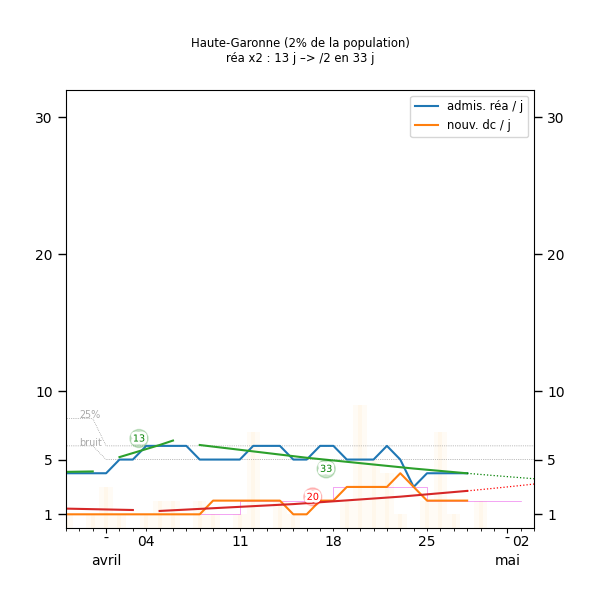 Haute-Garonne (2% de la population)
réa x2 : 13 j –> /2 en 33 j
admis. réa / j
nouv. dc / j
30
30
20
20
10
10
25%
13
bruit
5
5
33
20
1
1
04
11
18
25
02
avril
mai